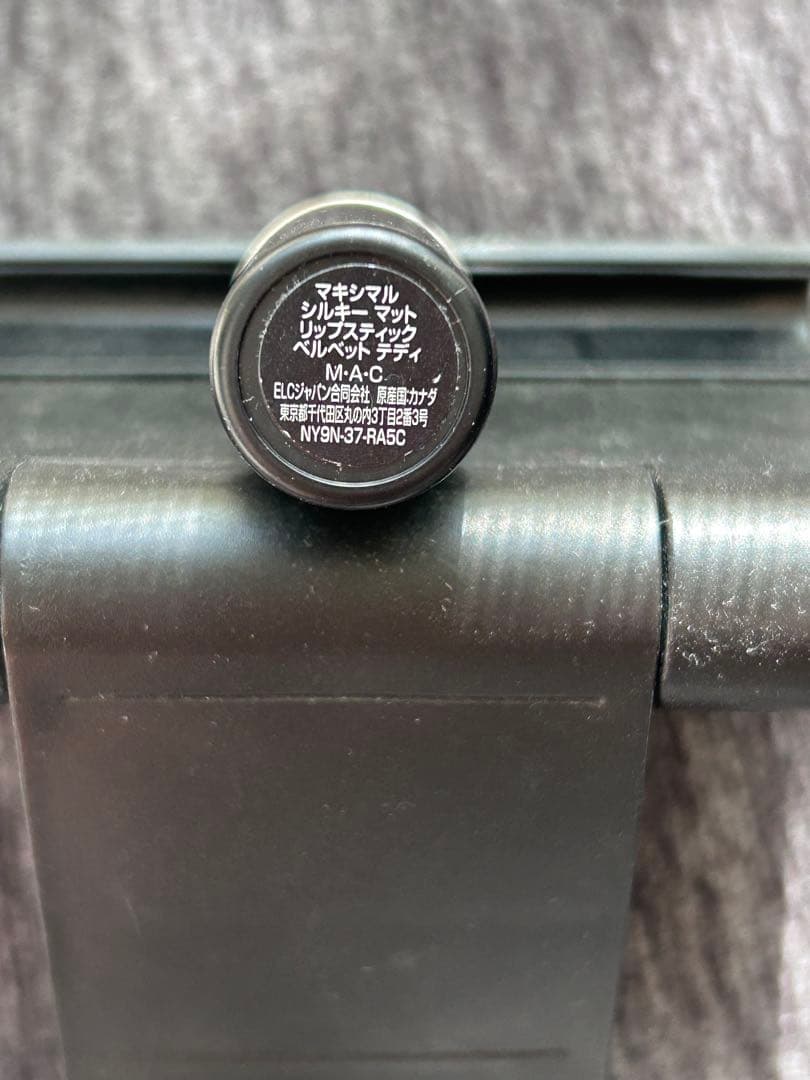 マキシマル
シルキー マット
リップスティック
ベルベット テディ
M·A·C
ELCジャパン合同会社 原産国:カナダ
東京都千代田区丸の内3丁目2番3号
NY9N-37-RA5C